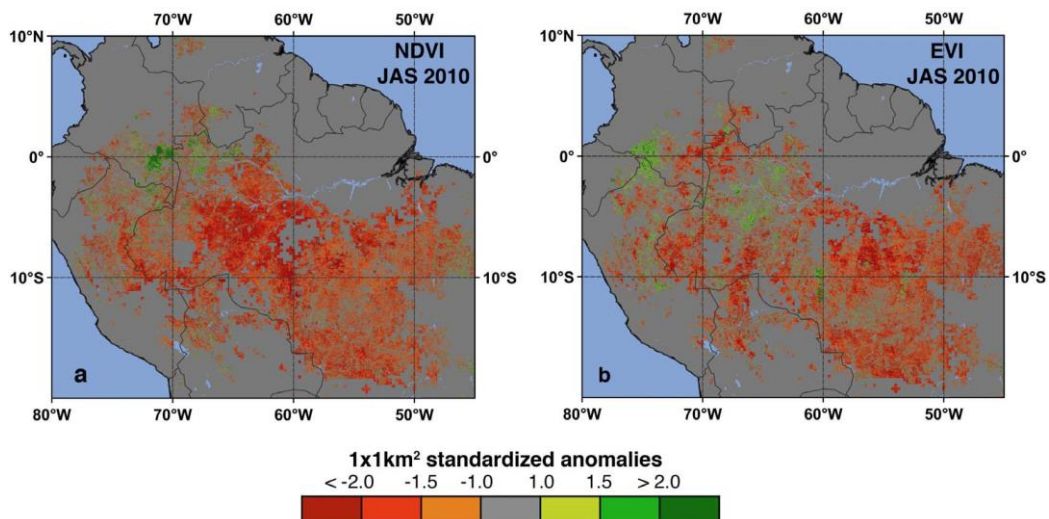 70°W 60°W 50°W 70°W 60°W 50°W
10°N NDVI JAS 2010 10°N EVI JAS 2010
0° 0° 0° 0°
10°S 10°S 10°S 10°S
a b
80°W 70°W 60°W 50°W 80°W 70°W 60°W 50°W
1x1km² standardized anomalies
< -2.0 -1.5 -1.0 1.0 1.5 > 2.0